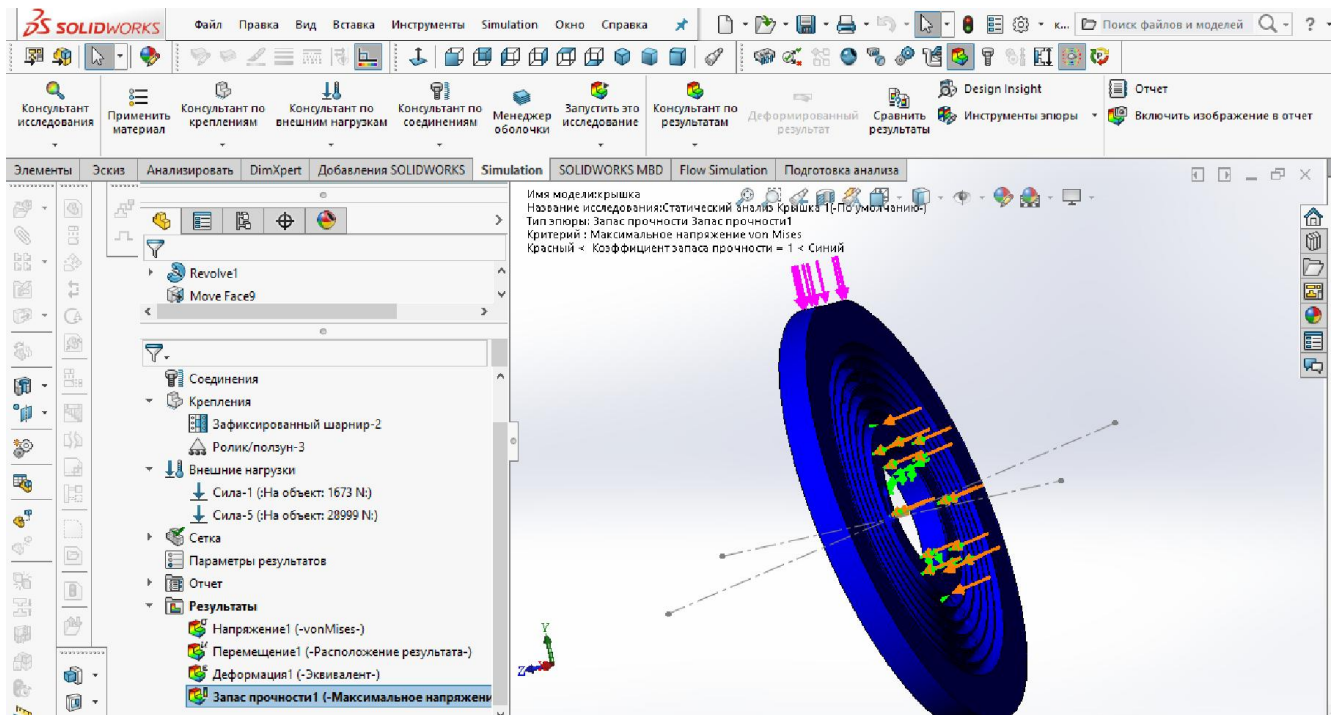 SOLIDWORKS Файл Правка Вид Вставка Инструменты Simulation Окно Справка к... Поиск файлов и моделей ?
Консультант исследования
Применить материал
Консультант по креплениям
Консультант по внешним нагрузкам
Консультант по соединениям
Менеджер оболочки
Запустить это исследование
Консультант по результатам
Деформированный результат
Сравнить результаты
Design Insight
Инструменты эпюры
Отчет
Включить изображение в отчет
Элементы Эскиз Анализировать DimXpert Добавления SOLIDWORKS Simulation SOLIDWORKS MBD Flow Simulation Подготовка анализа
Имя модели:крышка
Название исследования:Статический анализ Крышка 1(-По умолчанию-)
Тип эпюры: Запас прочности Запас прочности1
Критерий : Максимальное напряжение von Mises
Красный < Коэффициент запаса прочности = 1 < Синий
Revolve1
Move Face9
Соединения
Крепления
Зафиксированный шарнир-2
Ролик/ползун-3
Внешние нагрузки
Сила-1 (:На объект: 1673 N:)
Сила-5 (:На объект: 28999 N:)
Сетка
Параметры результатов
Отчет
Результаты
Напряжение1 (-vonMises-)
Перемещение1 (-Расположение результата-)
Деформация1 (-Эквивалент-)
Запас прочности1 (-Максимальное напряжени
Y
Z